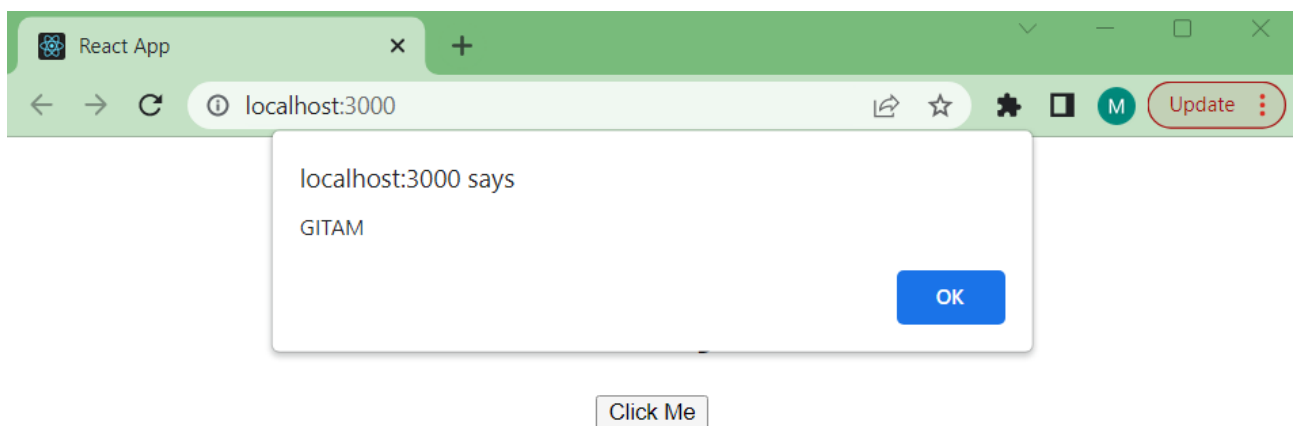 React App
localhost:3000
M
Update
localhost:3000 says
GITAM
OK
Click Me